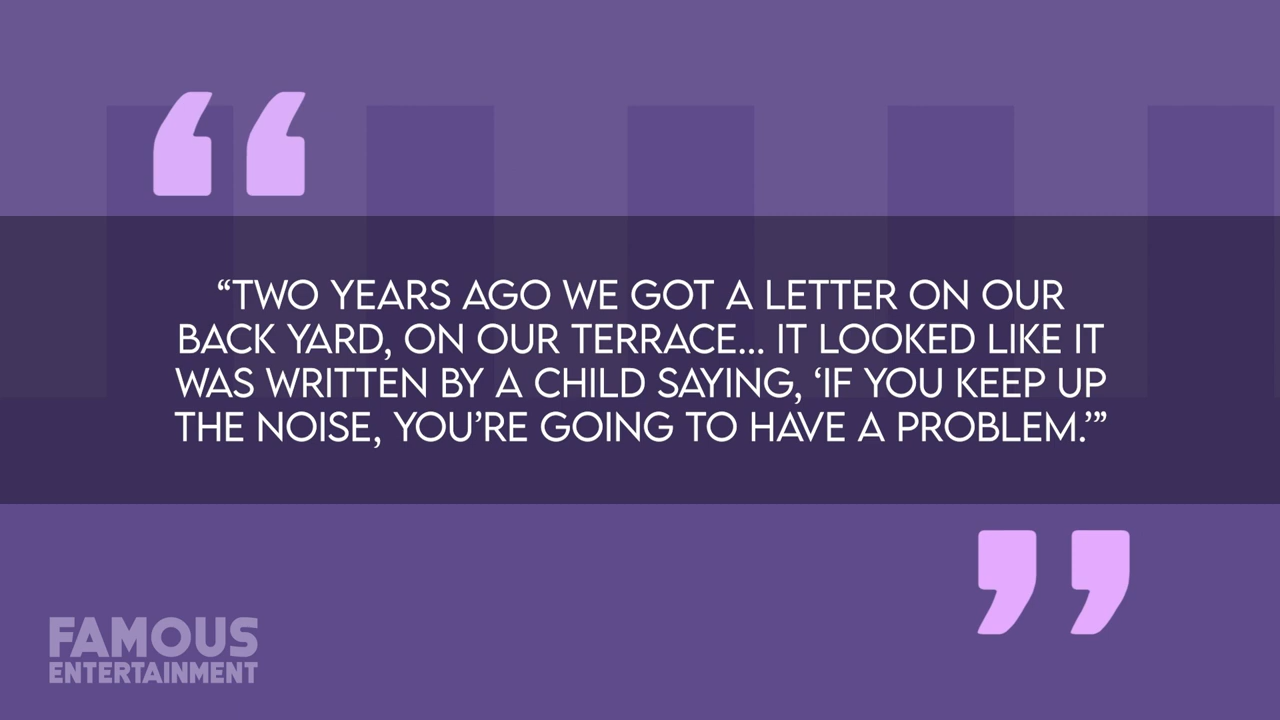 “TWO YEARS AGO WE GOT A LETTER ON OUR
BACK YARD, ON OUR TERRACE... IT LOOKED LIKE IT
WAS WRITTEN BY A CHILD SAYING, ‘IF YOU KEEP UP
THE NOISE, YOU’RE GOING TO HAVE A PROBLEM.’”
FAMOUS
ENTERTAINMENT